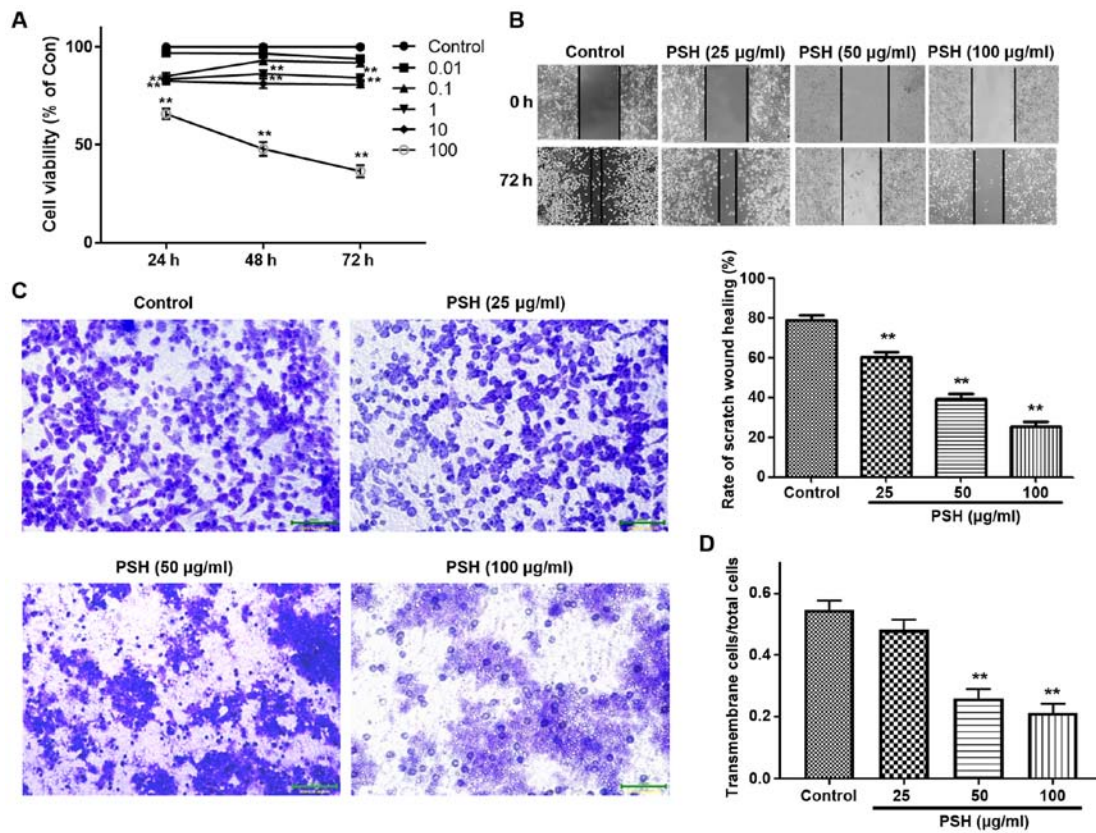 A
Cell viability (% of Con)
100
50
0
24 h
48 h
72 h
**
**
**
**
**
**
**
**
**
Control
0.01
0.1
1
10
100
B
Control
PSH (25 μg/ml)
PSH (50 μg/ml)
PSH (100 μg/ml)
0 h
72 h
Rate of scratch wound healing (%)
80
60
40
20
0
**
**
**
Control
25
50
100
PSH (μg/ml)
C
Control
PSH (25 μg/ml)
PSH (50 μg/ml)
PSH (100 μg/ml)
D
Transmembrane cells/total cells
0.6
0.4
0.2
0.0
**
**
Control
25
50
100
PSH (μg/ml)